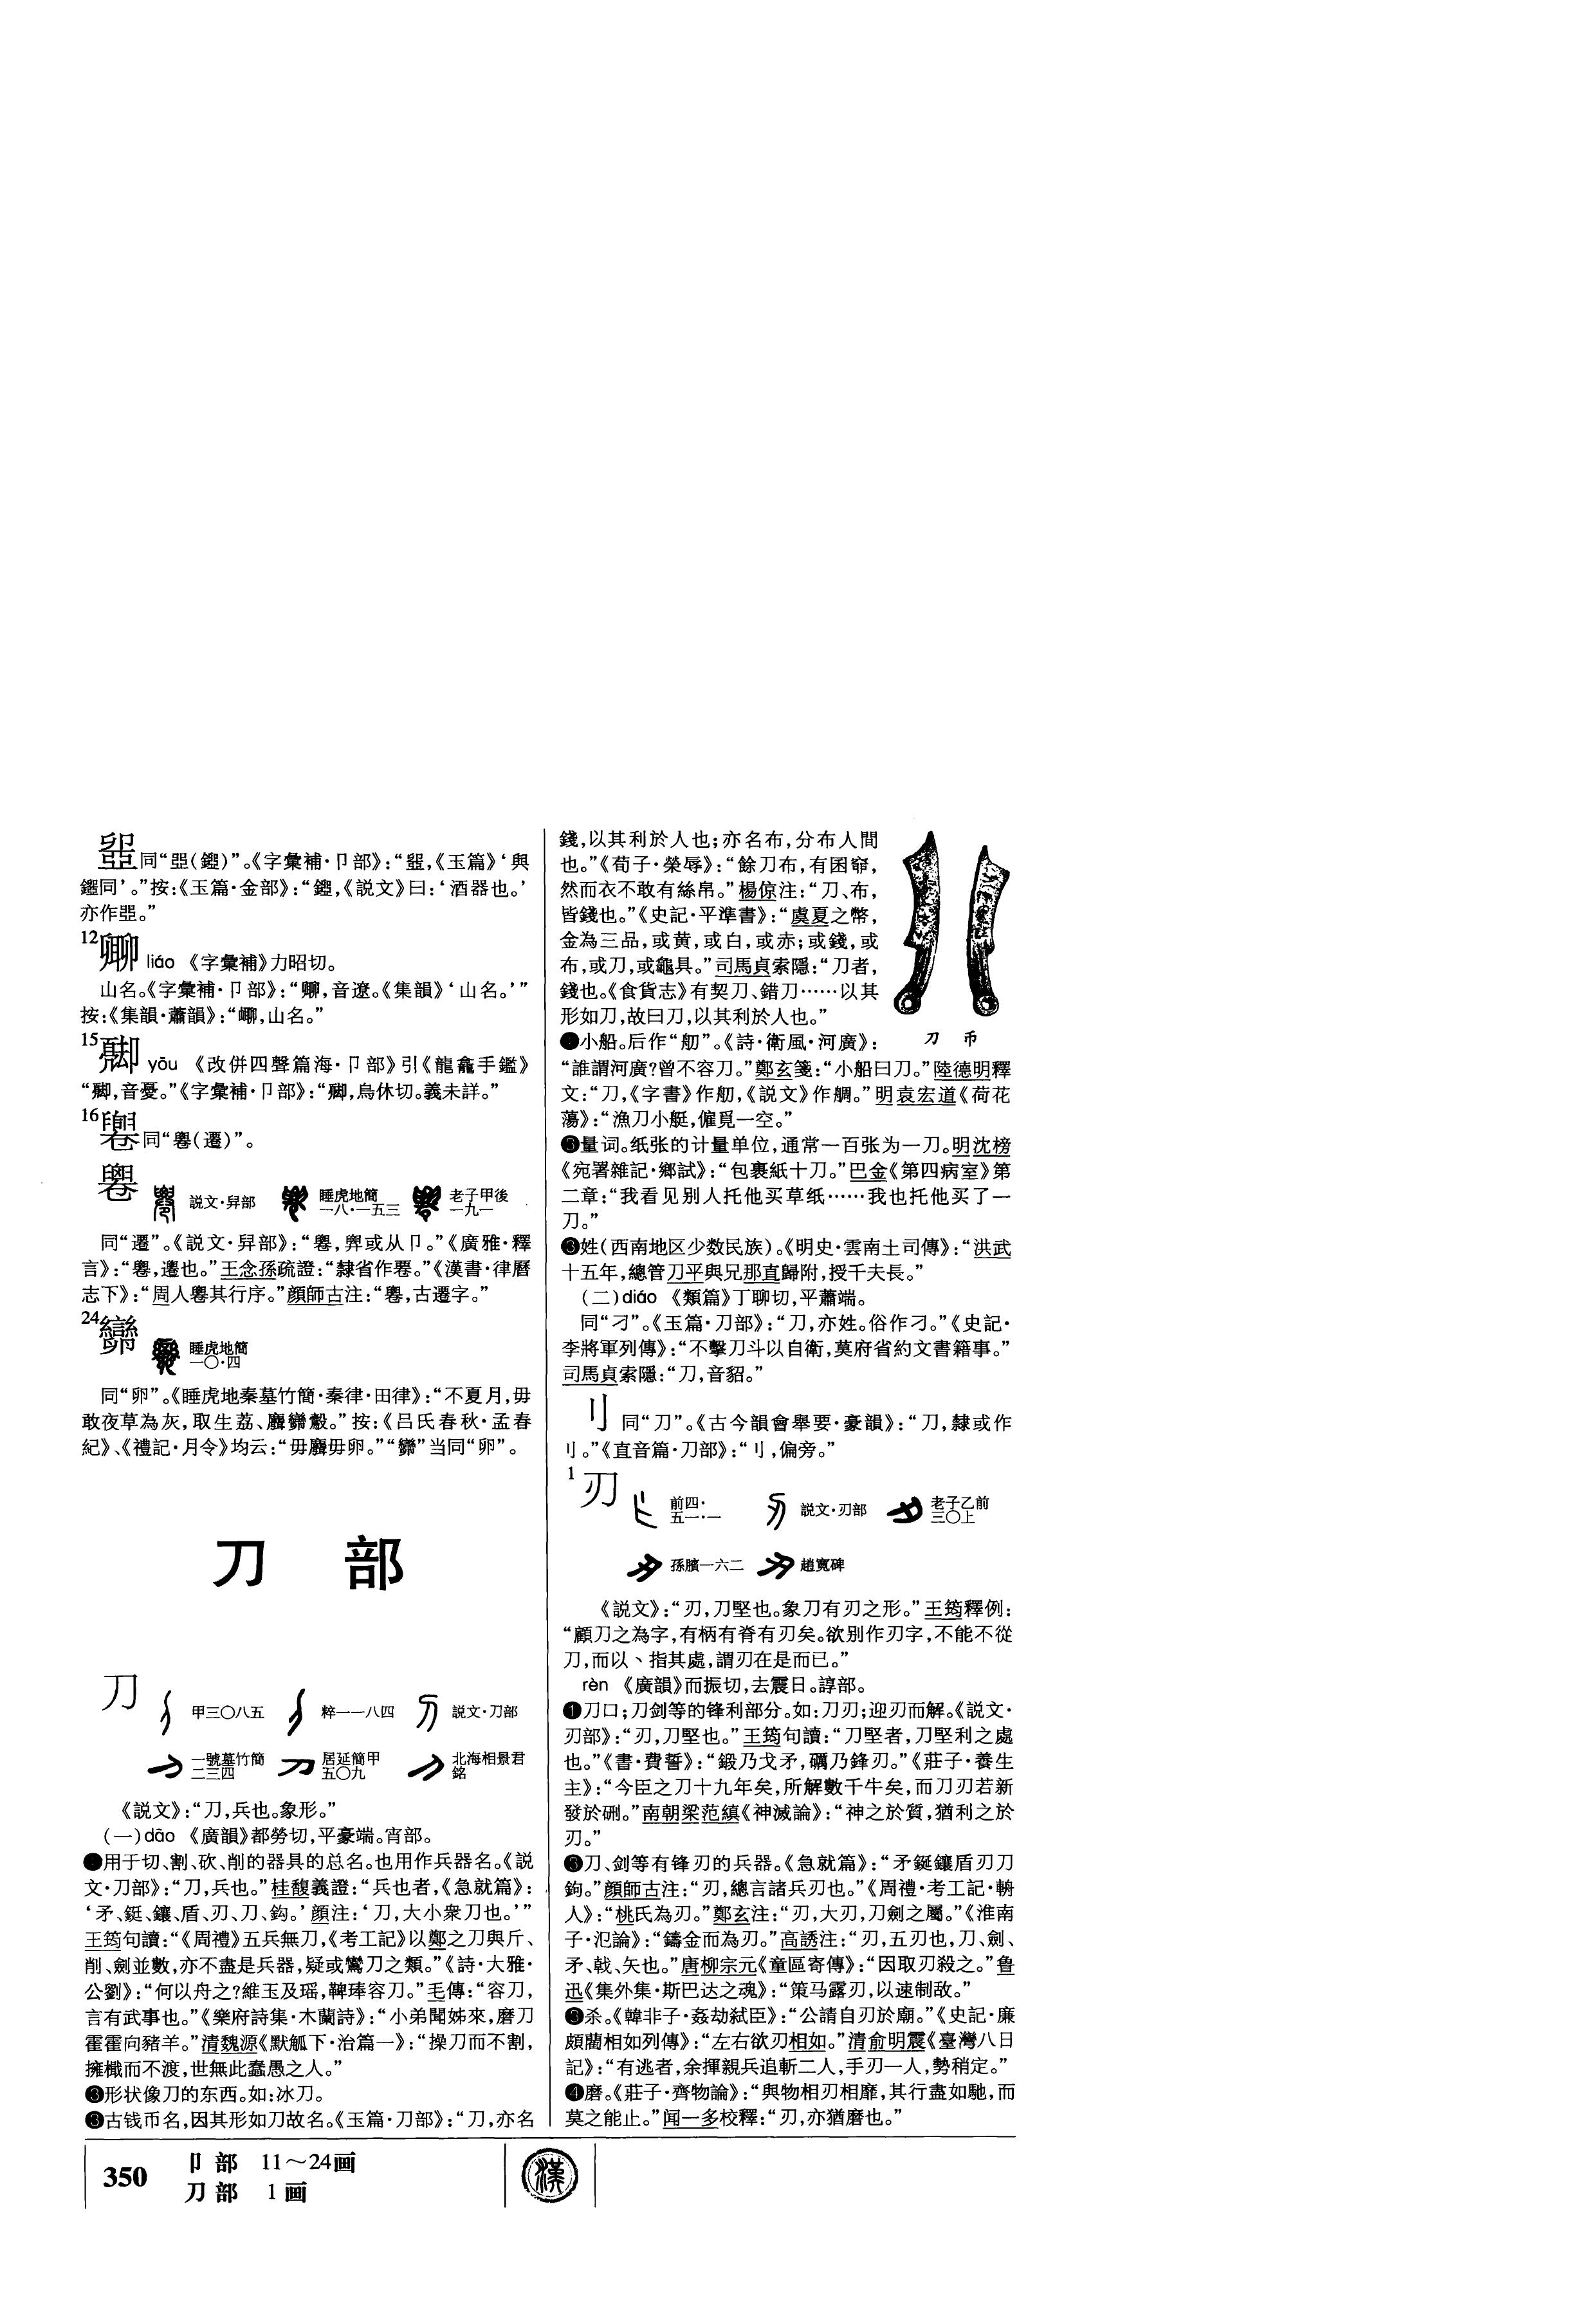 同“(鏗)”。《字彙補·卩部》:“,《玉篇》‘與
同’。”按:《玉篇·金部》:“,《説文》曰:‘酒器也。’
亦作。”
12
liáo 《字彙補》力昭切。
山名。《字彙補·卩部》:“,音遼。《集韻》‘山名。’”
按:《集韻·蕭韻》:“,山名。”
15
yōu 《改併四聲篇海·卩部》引《龍龕手鑑》
“,音憂。”《字彙補·卩部》:“,烏休切。義未詳。”
16
同“(遷)”。
説文·舁部 睡虎地簡一八·一五三 老子甲後一九一
同“遷”。《説文·舁部》:“,或从卩。”《廣雅·釋
言》:“,遷也。”王念孫疏證:“隸省作。”《漢書·律曆
志下》:“周人其行序。”顔師古注:“,古遷字。”
24
睡虎地簡一〇·四
同“卵”。《睡虎地秦墓竹簡·秦律·田律》:“不夏月,毋
敢夜草為灰,取生荔、麛鷇。”按:《吕氏春秋·孟春
紀》、《禮記·月令》均云:“毋麛毋卵。”“”当同“卵”。
刀 部
刀 甲三〇八五 粹一一八四 説文·刀部
一號墓竹簡二三四 居延簡甲五〇九 北海相景君銘
《説文》:“刀,兵也。象形。”
(一)dāo 《廣韻》都勞切,平豪端。宵部。
用于切、割、砍、削的器具的总名。也用作兵器名。《説
文·刀部》:“刀,兵也。”桂馥義證:“兵也者,《急就篇》:
‘矛、鋋、鑲、盾、刃、刀、鈎。’顔注:‘刀,大小衆刀也。’”
王筠句讀:“《周禮》五兵無刀,《考工記》以鄭之刀與斤、
削、劍並數,亦不盡是兵器,疑或鸞刀之類。”《詩·大雅·
公劉》:“何以舟之?維玉及瑶,鞞琫容刀。”毛傳:“容刀,
言有武事也。”《樂府詩集·木蘭詩》:“小弟聞姊來,磨刀
霍霍向豬羊。”清魏源《默觚下·治篇一》:“操刀而不割,
擁檝而不渡,世無此蠢愚之人。”
形状像刀的东西。如:冰刀。
❸古钱币名,因其形如刀故名。《玉篇·刀部》:“刀,亦名
錢,以其利於人也;亦名布,分布人間
也。”《荀子·榮辱》:“餘刀布,有囷窌,
然而衣不敢有絲帛。”楊倞注:“刀、布,
皆錢也。”《史記·平準書》:“虞夏之幣,
金為三品,或黄,或白,或赤;或錢,或
布,或刀,或龜具。”司馬貞索隱:“刀者,
錢也。《食貨志》有契刀、錯刀……以其
形如刀,故曰刀,以其利於人也。”
刀 币
小船。后作“舠”。《詩·衛風·河廣》:
“誰謂河廣?曾不容刀。”鄭玄箋:“小船曰刀。”陸德明釋
文:“刀,《字書》作舠,《説文》作䑠。”明袁宏道《荷花
蕩》:“漁刀小艇,僱覓一空。”
量词。纸张的计量单位,通常一百张为一刀。明沈榜
《宛署雜記·鄉試》:“包裹紙十刀。”巴金《第四病室》第
二章:“我看见别人托他买草纸……我也托他买了一
刀。”
姓(西南地区少数民族)。《明史·雲南土司傳》:“洪武
十五年,總管刀平與兄那直歸附,授千夫長。”
(二)diáo 《類篇》丁聊切,平蕭端。
同“刁”。《玉篇·刀部》:“刀,亦姓。俗作刁。”《史記·
李將軍列傳》:“不擊刀斗以自衛,莫府省約文書籍事。”
司馬貞索隱:“刀,音貂。”
刂 同“刀”。《古今韻會舉要·豪韻》:“刀,隸或作
刂。”《直音篇·刀部》:“刂,偏旁。”
1
刃 前四·五一·一 説文·刃部 老子乙前三〇上
孫臏一六二 趙寬碑
《説文》:“刃,刀堅也。象刀有刃之形。”王筠釋例:
“顧刀之為字,有柄有脊有刃矣。欲别作刃字,不能不從
刀,而以丶指其處,謂刃在是而已。”
rèn 《廣韻》而振切,去震日。諄部。
❶刀口;刀剑等的锋利部分。如:刀刃;迎刃而解。《説文·
刃部》:“刃,刀堅也。”王筠句讀:“刀堅者,刀堅利之處
也。”《書·費誓》:“鍛乃戈矛,礪乃鋒刃。”《莊子·養生
主》:“今臣之刀十九年矣,所解數千牛矣,而刀刃若新
發於硎。”南朝梁范縝《神滅論》:“神之於質,猶利之於
刃。”
刀、剑等有锋刃的兵器。《急就篇》:“矛鋋鑲盾刃刀
鉤。”顔師古注:“刃,總言諸兵刃也。”《周禮·考工記·輈
人》:“桃氏為刃。”鄭玄注:“刃,大刃,刀劍之屬。”《淮南
子·氾論》:“鑄金而為刃。”高誘注:“刃,五刃也,刀、劍、
矛、戟、矢也。”唐柳宗元《童區寄傳》:“因取刃殺之。”鲁
迅《集外集·斯巴达之魂》:“策马露刃,以速制敌。”
❸杀。《韓非子·姦劫弑臣》:“公請自刃於廟。”《史記·廉
頗藺相如列傳》:“左右欲刃相如。”清俞明震《臺灣八日
記》:“有逃者,余揮親兵追斬二人,手刃一人,勢稍定。”
❹磨。《莊子·齊物論》:“與物相刃相靡,其行盡如馳,而
莫之能止。”闻一多校釋:“刃,亦猶磨也。”
350 卩 部 11～24画
刀 部 1 画
漢